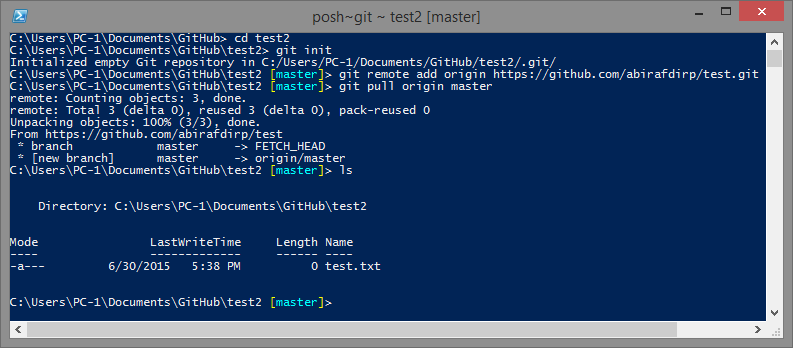 posh~git ~ test2 [master]
C:\Users\PC-1\Documents\GitHub> cd test2
C:\Users\PC-1\Documents\GitHub\test2> git init
Initialized empty Git repository in C:/Users/PC-1/Documents/GitHub/test2/.git/
C:\Users\PC-1\Documents\GitHub\test2 [master]> git remote add origin https://github.com/abirafdirp/test.git
C:\Users\PC-1\Documents\GitHub\test2 [master]> git pull origin master
remote: Counting objects: 3, done.
remote: Total 3 (delta 0), reused 3 (delta 0), pack-reused 0
Unpacking objects: 100% (3/3), done.
From https://github.com/abirafdirp/test
 * branch            master     -> FETCH_HEAD
 * [new branch]      master     -> origin/master
C:\Users\PC-1\Documents\GitHub\test2 [master]> ls
    Directory: C:\Users\PC-1\Documents\GitHub\test2
Mode                LastWriteTime     Length Name
----                -------------     ------ ----
-a---         6/30/2015   5:38 PM          0 test.txt
C:\Users\PC-1\Documents\GitHub\test2 [master]>